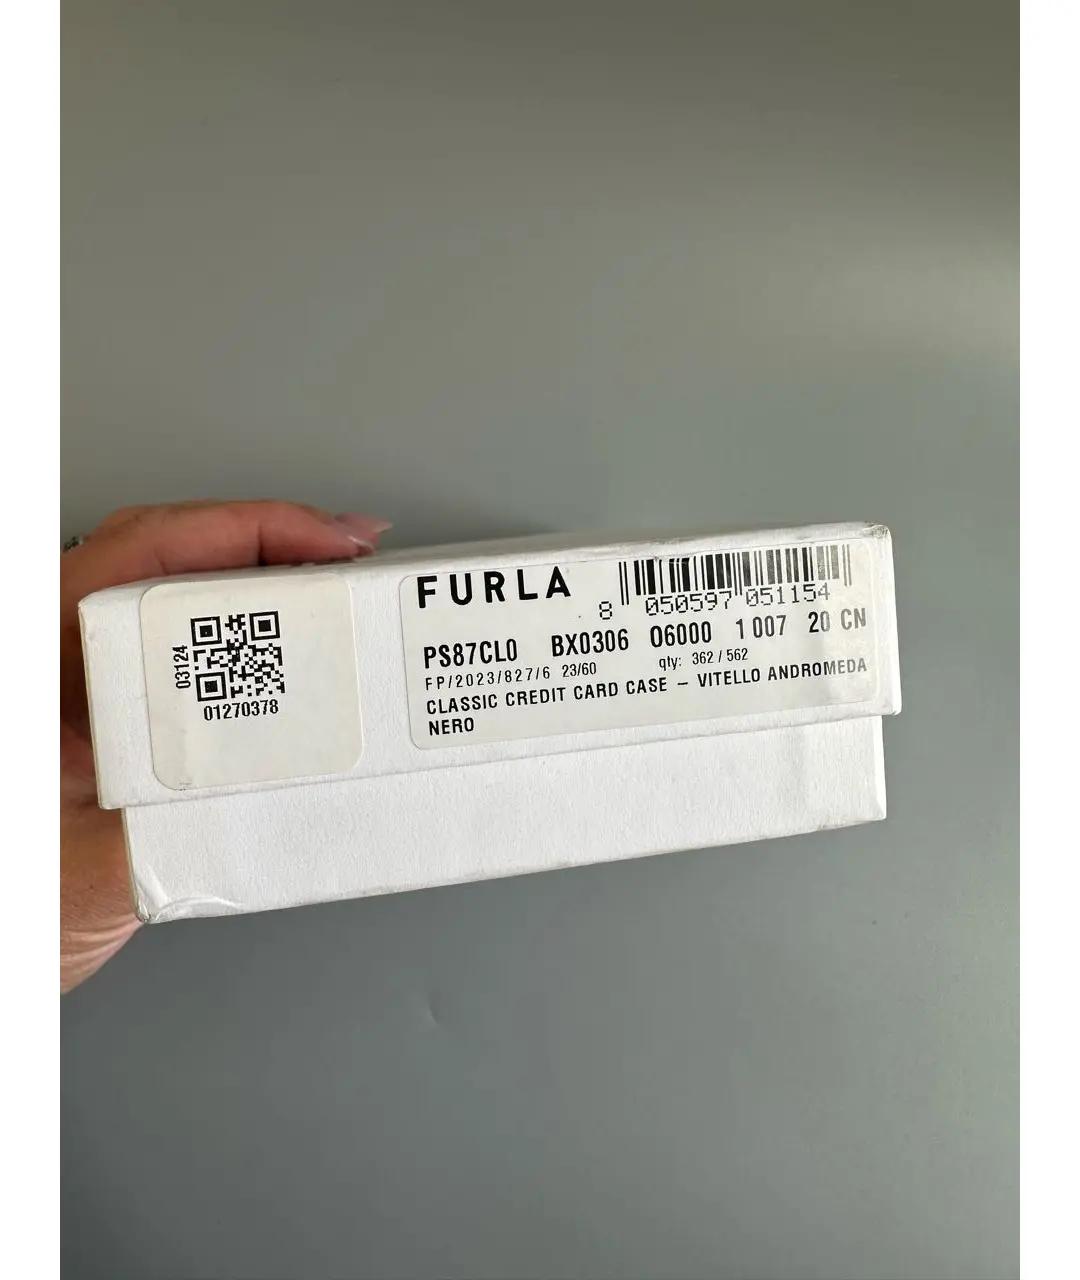 03124
01270378
FURLA
8 050597 051154
PS87CL0 BX0306 O6000 1 007 20 CN
FP/2023/827/6 23/60 qty: 362 / 562
CLASSIC CREDIT CARD CASE – VITELLO ANDROMEDA
NERO